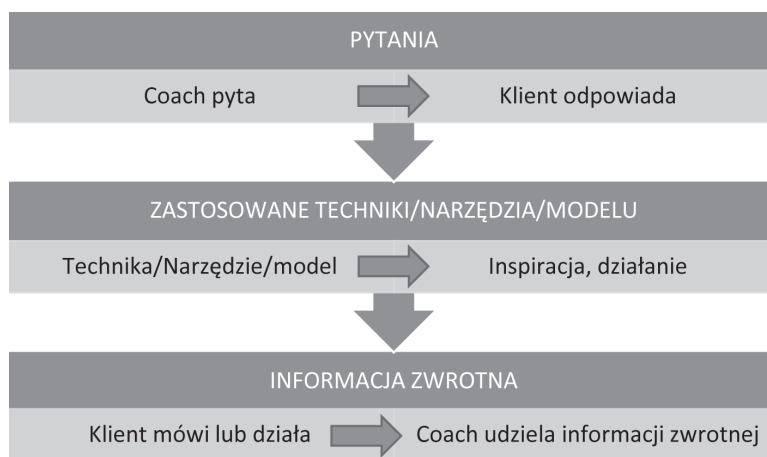 PYTANIA
Coach pyta Klient odpowiada
ZASTOSOWANE TECHNIKI/NARZĘDZIA/MODELU
Technika/Narzędzie/model Inspiracja, działanie
INFORMACJA ZWROTNA
Klient mówi lub działa Coach udziela informacji zwrotnej